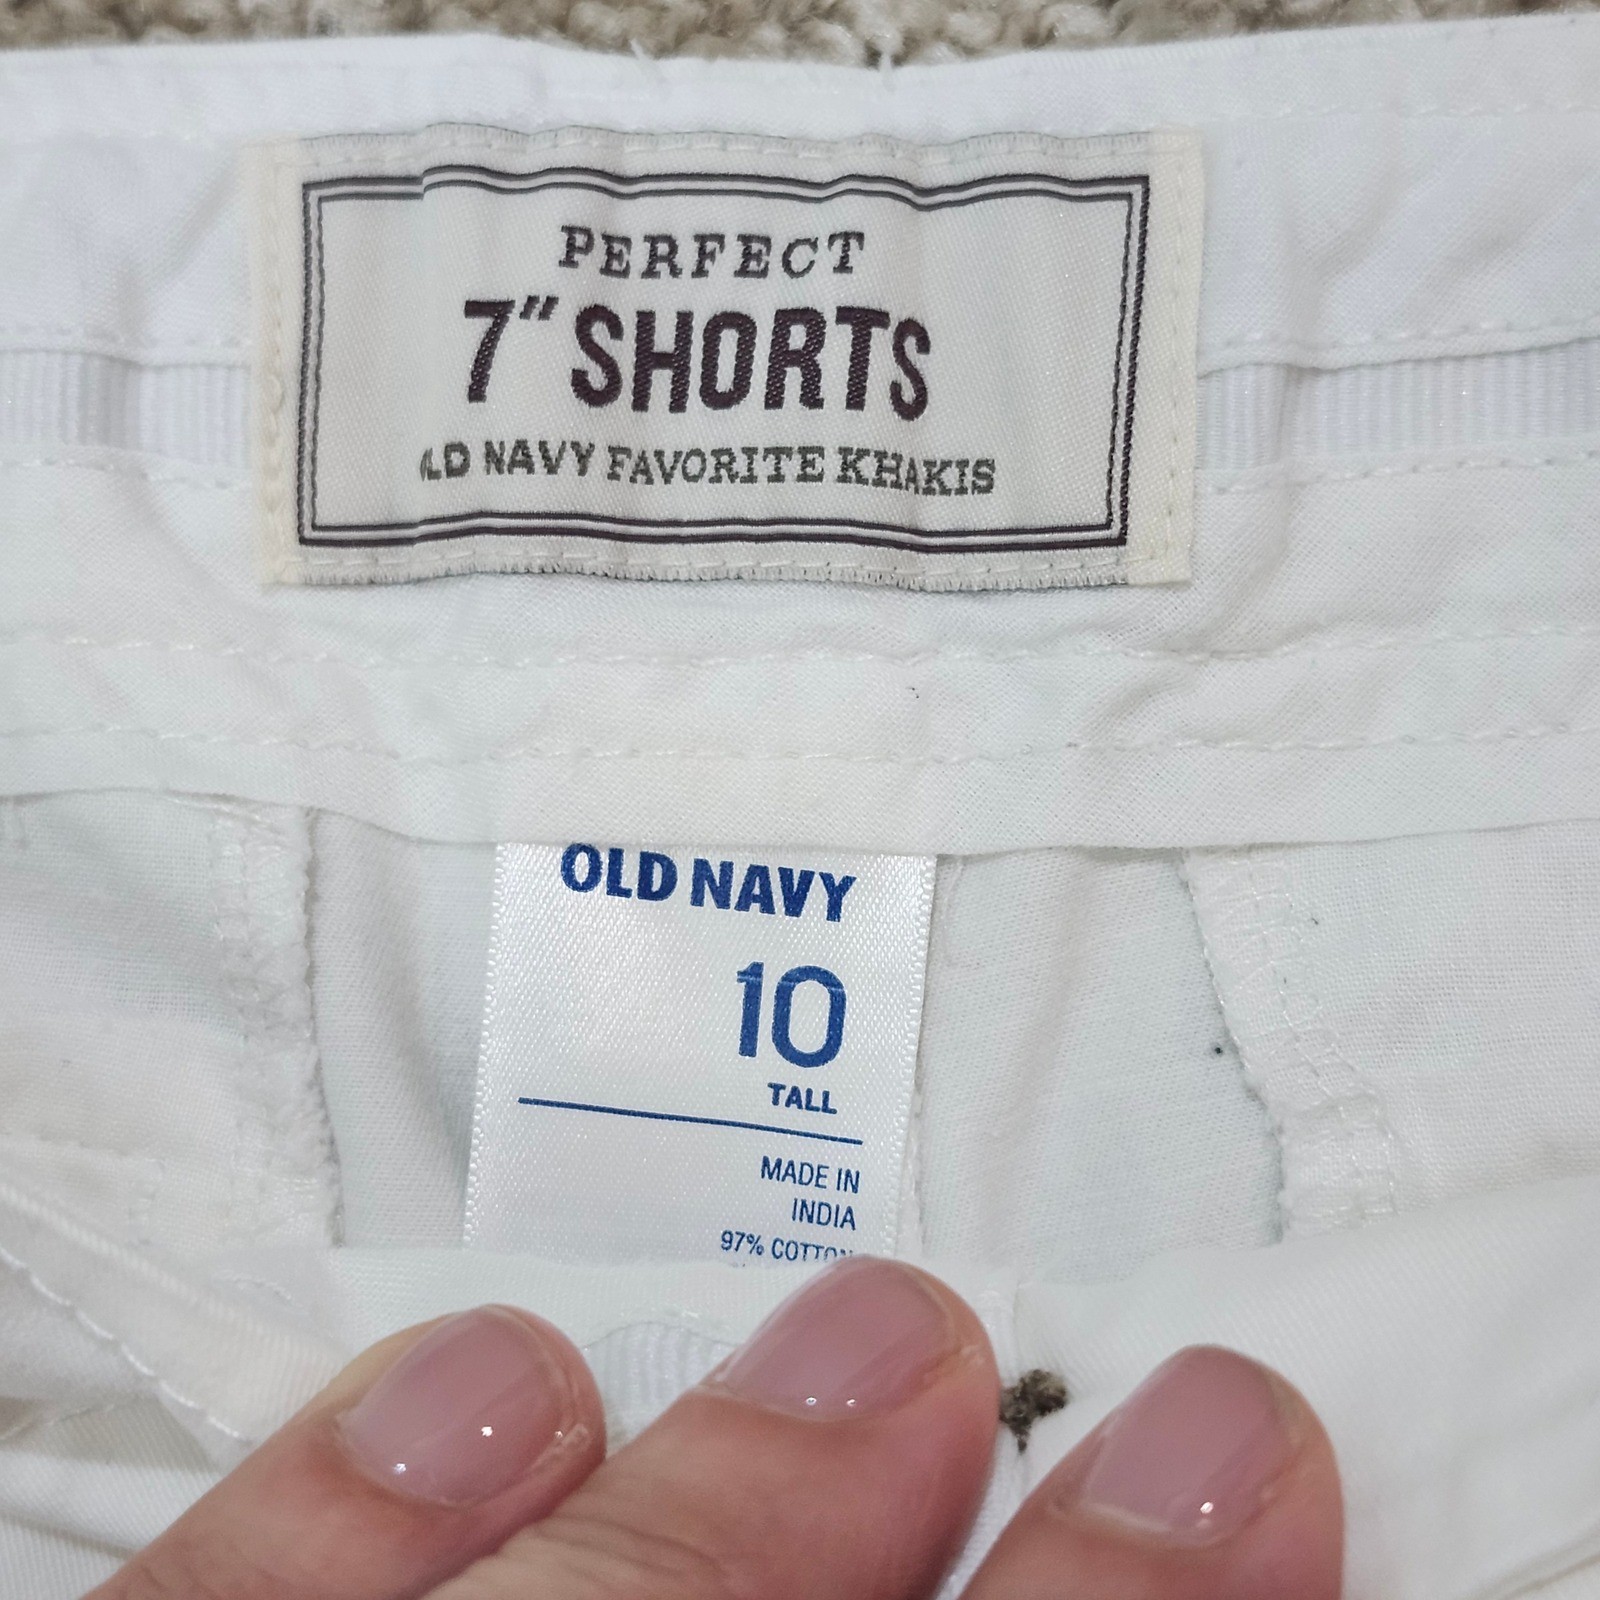 PERFECT
7" SHORTS
OLD NAVY FAVORITE KHAKIS
OLD NAVY
10
TALL
MADE IN
INDIA
97% COTTON